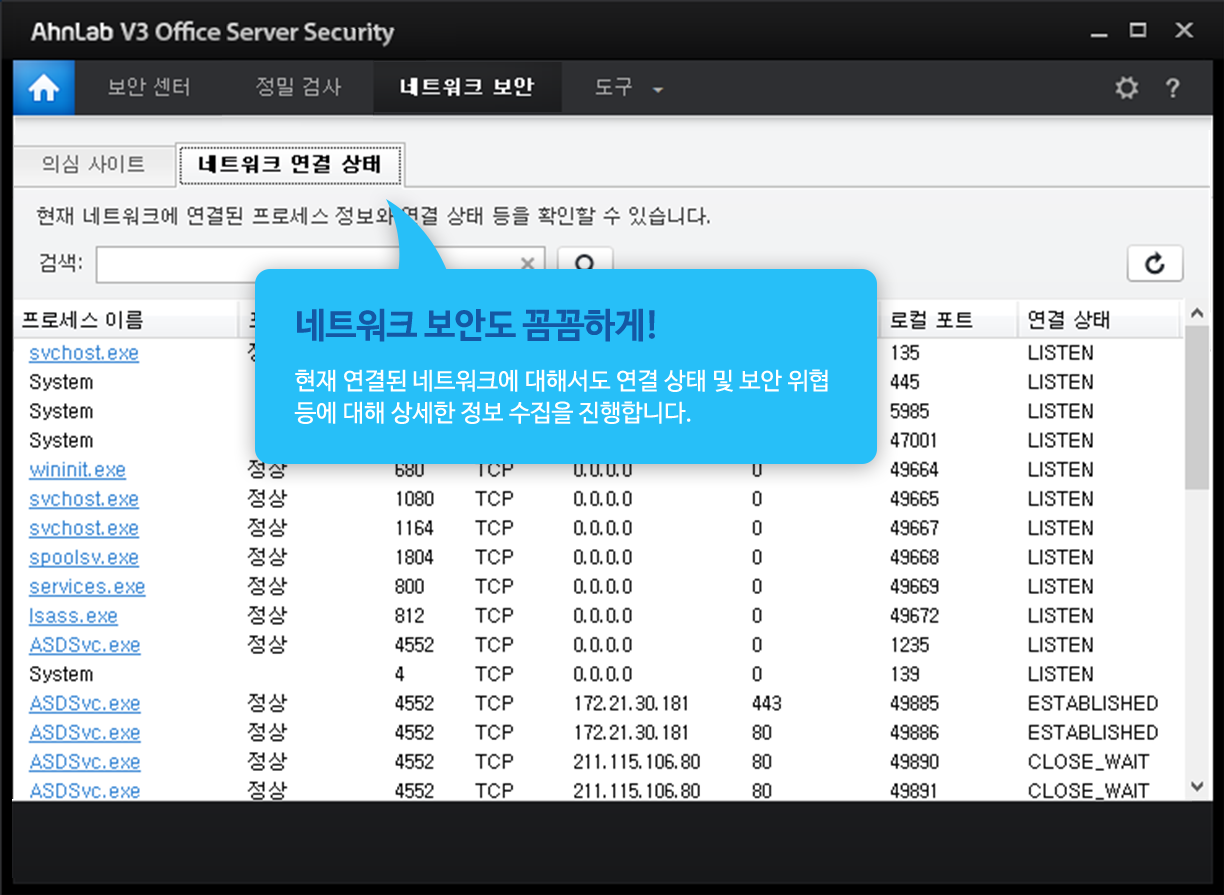 AhnLab V3 Office Server Security
보안 센터 정밀 검사 네트워크 보안 도구
의심 사이트 네트워크 연결 상태
현재 네트워크에 연결된 프로세스 정보와 연결 상태 등을 확인할 수 있습니다.
검색:
네트워크 보안도 꼼꼼하게!
현재 연결된 네트워크에 대해서도 연결 상태 및 보안 위협
등에 대해 상세한 정보 수집을 진행합니다.
프로세스 이름 로컬 포트 연결 상태
svchost.exe 135 LISTEN
System 445 LISTEN
System 5985 LISTEN
System 47001 LISTEN
wininit.exe 정상 680 TCP 0.0.0.0 0 49664 LISTEN
svchost.exe 정상 1080 TCP 0.0.0.0 0 49665 LISTEN
svchost.exe 정상 1164 TCP 0.0.0.0 0 49667 LISTEN
spoolsv.exe 정상 1804 TCP 0.0.0.0 0 49668 LISTEN
services.exe 정상 800 TCP 0.0.0.0 0 49669 LISTEN
lsass.exe 정상 812 TCP 0.0.0.0 0 49672 LISTEN
ASDSvc.exe 정상 4552 TCP 0.0.0.0 0 1235 LISTEN
System 4 TCP 0.0.0.0 0 139 LISTEN
ASDSvc.exe 정상 4552 TCP 172.21.30.181 443 49885 ESTABLISHED
ASDSvc.exe 정상 4552 TCP 172.21.30.181 80 49886 ESTABLISHED
ASDSvc.exe 정상 4552 TCP 211.115.106.80 80 49890 CLOSE_WAIT
ASDSvc.exe 정상 4552 TCP 211.115.106.80 80 49891 CLOSE_WAIT